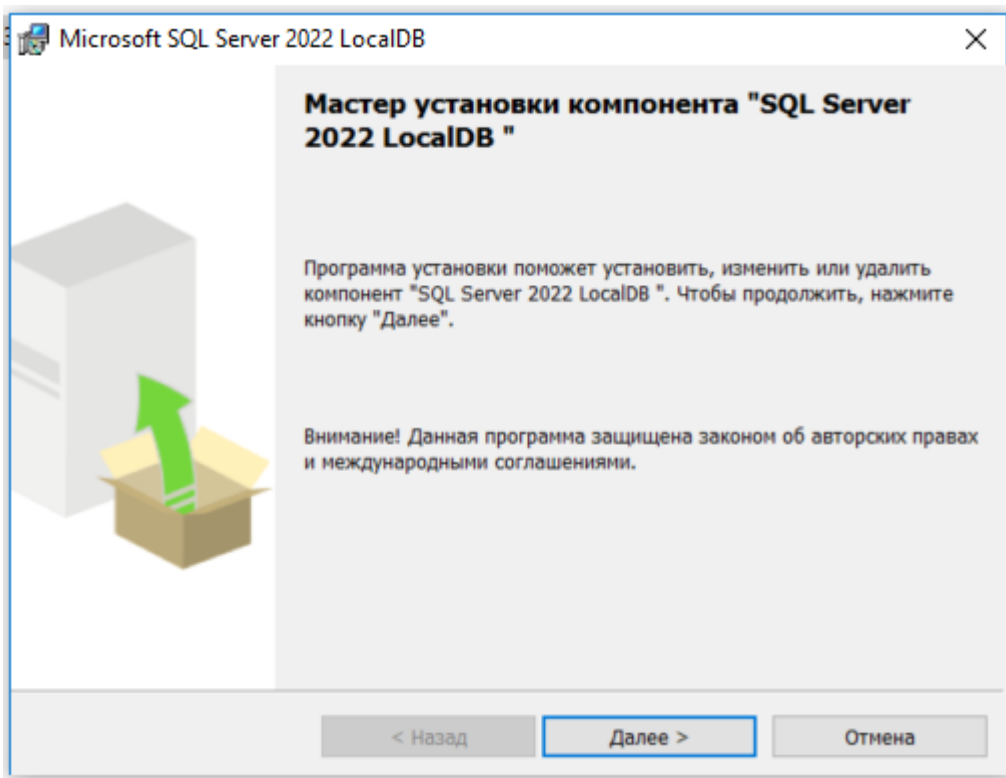 Microsoft SQL Server 2022 LocalDB
Мастер установки компонента "SQL Server
2022 LocalDB "
Программа установки поможет установить, изменить или удалить
компонент "SQL Server 2022 LocalDB ". Чтобы продолжить, нажмите
кнопку "Далее".
Внимание! Данная программа защищена законом об авторских правах
и международными соглашениями.
< Назад
Далее >
Отмена